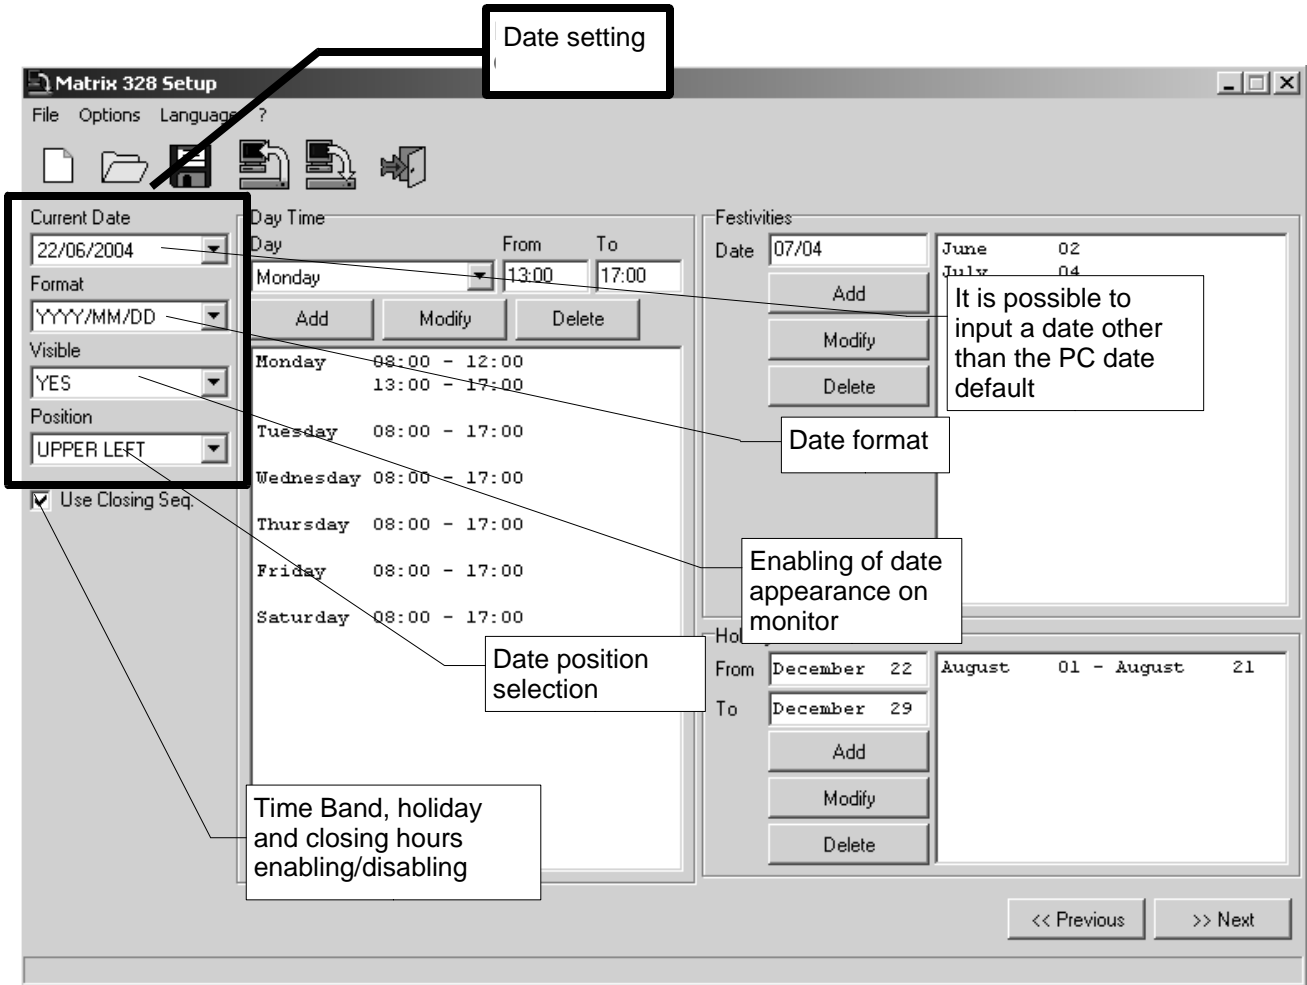 Date setting
Matrix 328 Setup
File Options Language ?
Current Date
22/06/2004
Format
YYYY/MM/DD
Visible
YES
Position
UPPER LEFT
Use Closing Seq.
Day Time
Day From To
Monday 13:00 17:00
Add Modify Delete
Monday 08:00 - 12:00
13:00 - 17:00
Tuesday 08:00 - 17:00
Wednesday 08:00 - 17:00
Thursday 08:00 - 17:00
Friday 08:00 - 17:00
Saturday 08:00 - 17:00
Festivities
Date 07/04
Add
Modify
Delete
June 02
July 04
It is possible to
input a date other
than the PC date
default
Date format
Enabling of date
appearance on
monitor
Date position
selection
Time Band, holiday
and closing hours
enabling/disabling
From December 22
To December 29
Add
Modify
Delete
August 01 - August 21
<< Previous >> Next